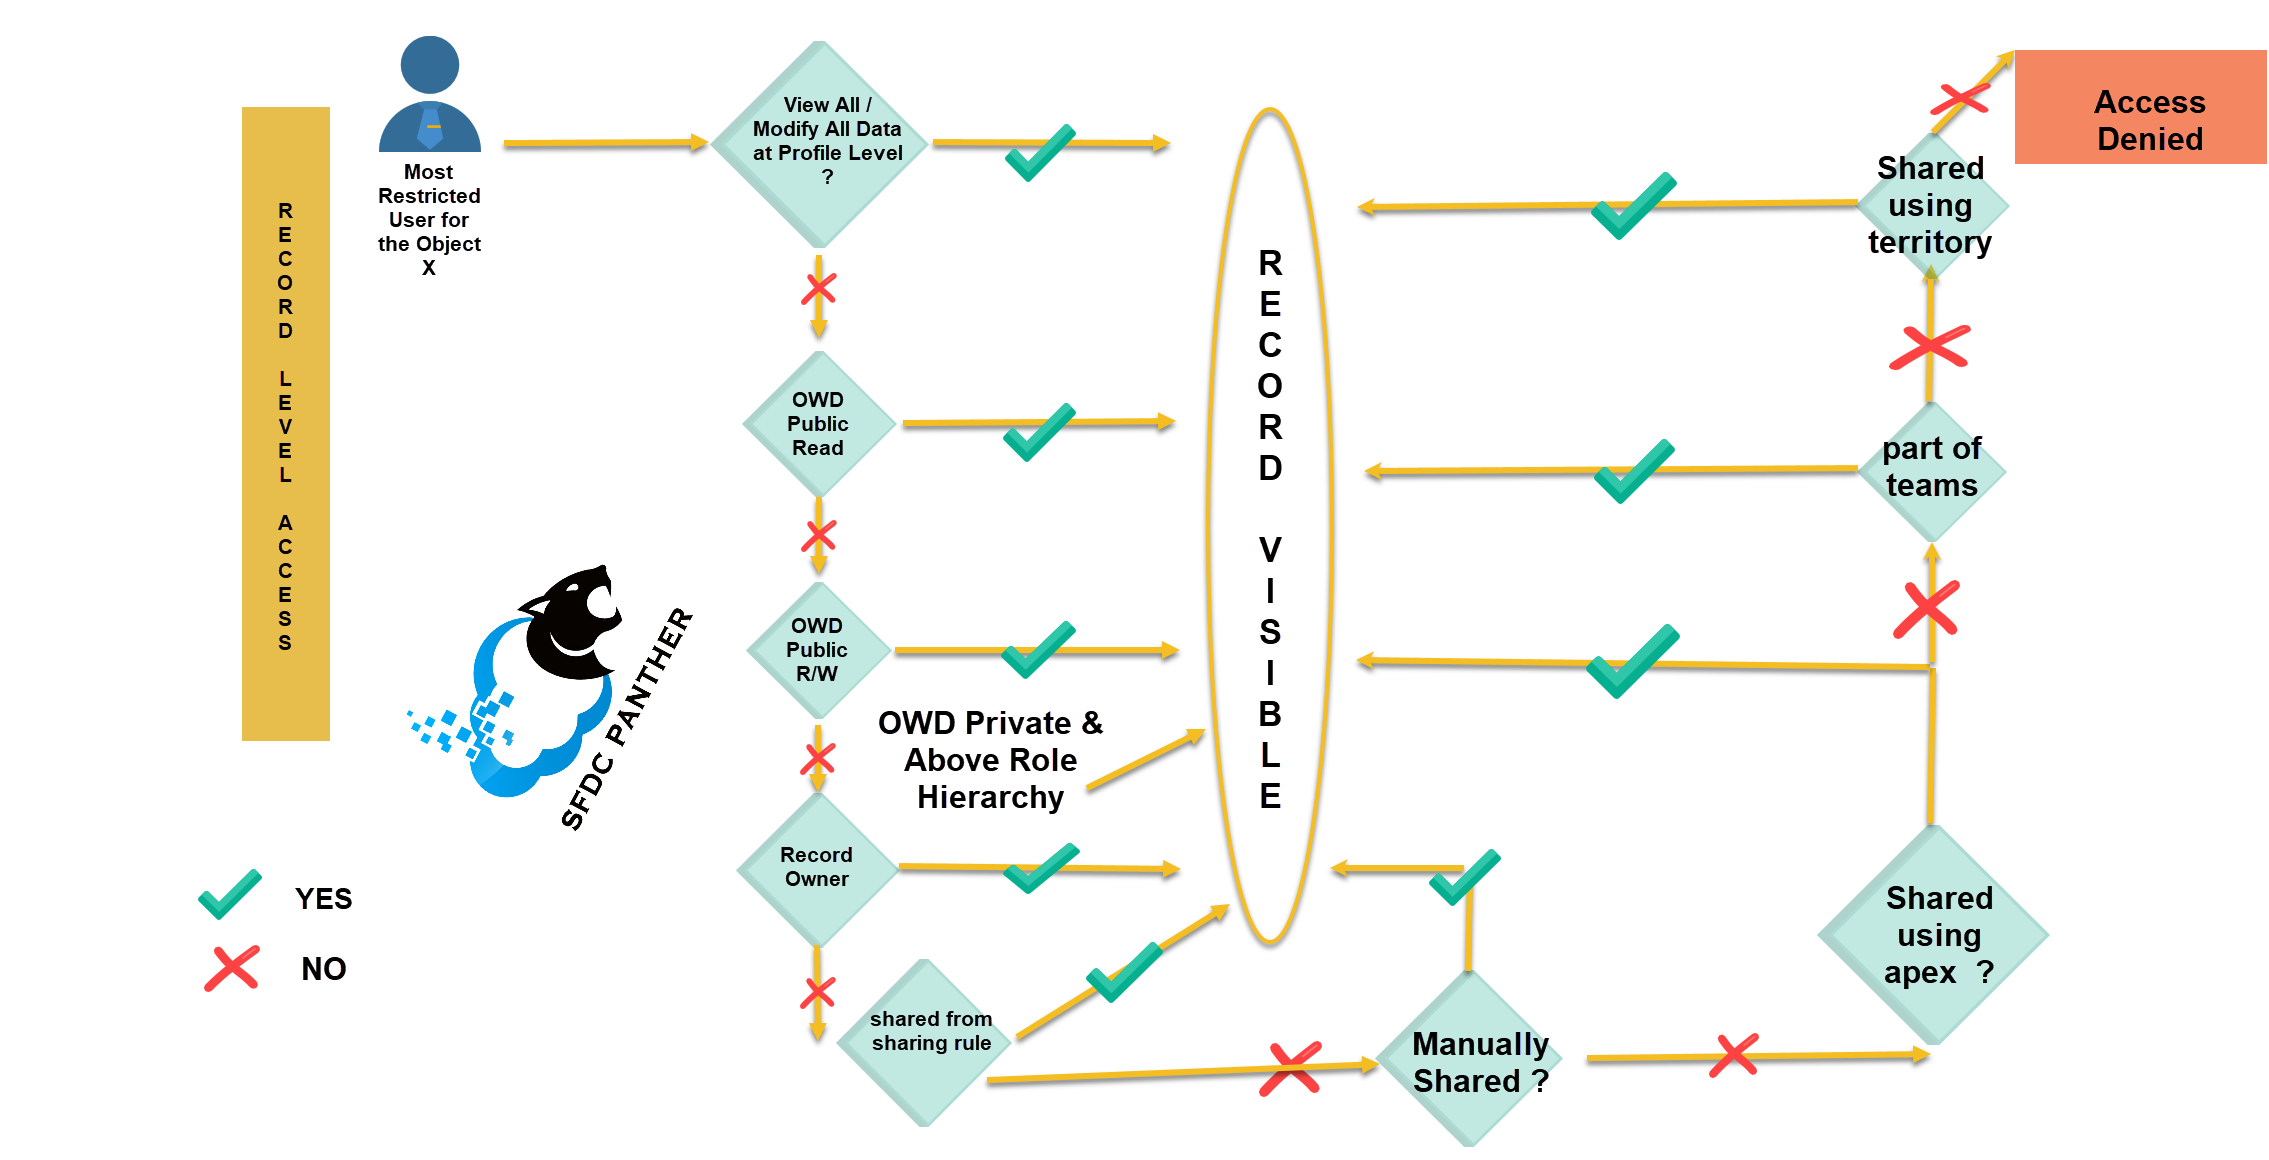 RECORD LEVEL ACCESS
Most
Restricted
User for
the Object
X
View All /
Modify All Data
at Profile Level
?
OWD
Public
Read
OWD
Public
R/W
OWD Private &
Above Role
Hierarchy
Record
Owner
shared from
sharing rule
RECORD VISIBLE
Manually
Shared ?
Shared
using
apex ?
part of
teams
Shared
using
territory
Access
Denied
SFDC PANTHER
YES
NO